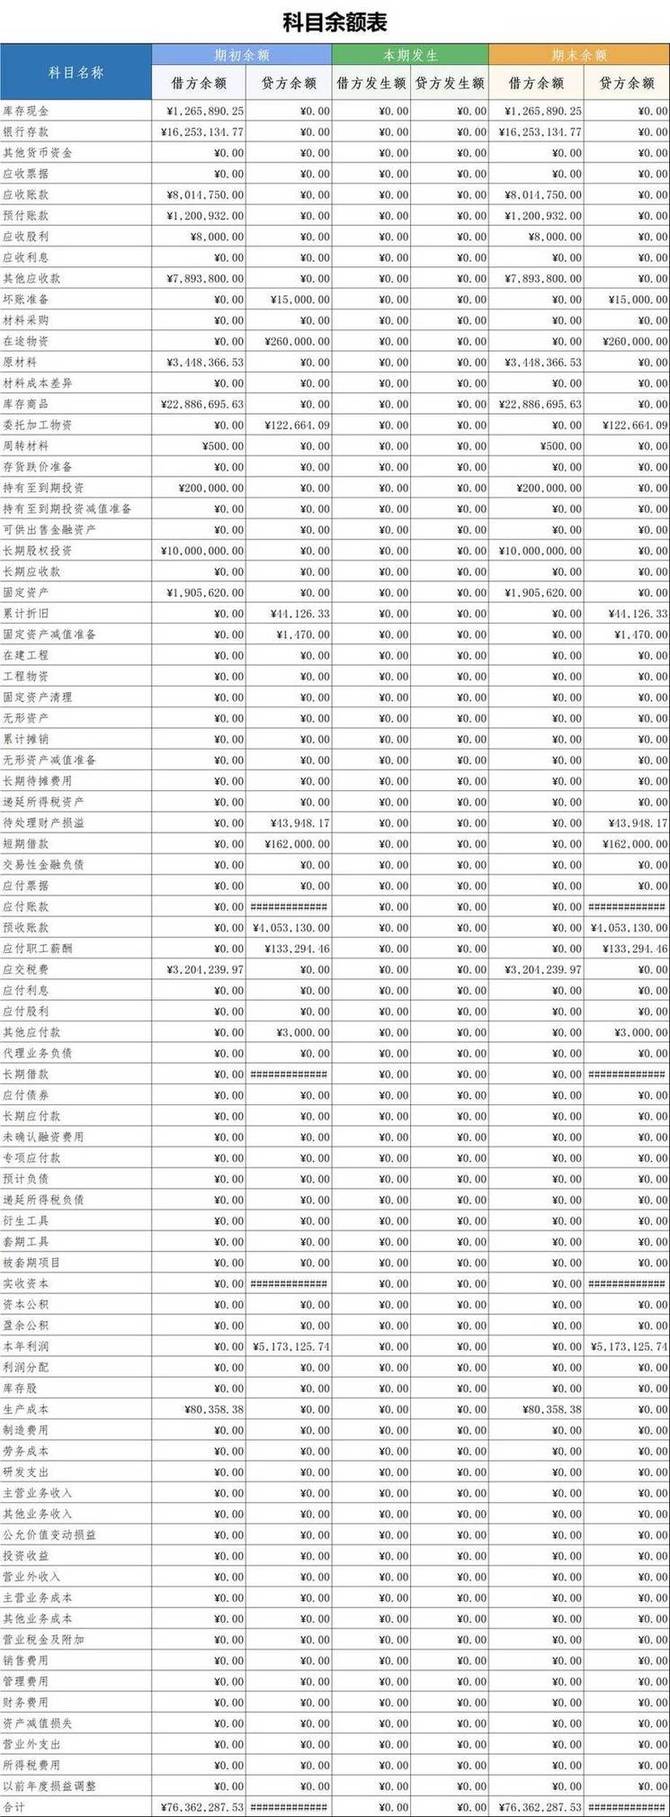 科目余额表
科目名称 期初余额 本期发生 期末余额
借方余额 贷方余额 借方发生额 贷方发生额 借方余额 贷方余额
库存现金 ¥1,265,890.25 ¥0.00 ¥0.00 ¥0.00 ¥1,265,890.25 ¥0.00
银行存款 ¥16,253,134.77 ¥0.00 ¥0.00 ¥0.00 ¥16,253,134.77 ¥0.00
其他货币资金 ¥0.00 ¥0.00 ¥0.00 ¥0.00 ¥0.00 ¥0.00
应收票据 ¥0.00 ¥0.00 ¥0.00 ¥0.00 ¥0.00 ¥0.00
应收账款 ¥8,014,750.00 ¥0.00 ¥0.00 ¥0.00 ¥8,014,750.00 ¥0.00
预付账款 ¥1,200,932.00 ¥0.00 ¥0.00 ¥0.00 ¥1,200,932.00 ¥0.00
应收股利 ¥8,000.00 ¥0.00 ¥0.00 ¥0.00 ¥8,000.00 ¥0.00
应收利息 ¥0.00 ¥0.00 ¥0.00 ¥0.00 ¥0.00 ¥0.00
其他应收款 ¥7,893,800.00 ¥0.00 ¥0.00 ¥0.00 ¥7,893,800.00 ¥0.00
坏账准备 ¥0.00 ¥15,000.00 ¥0.00 ¥0.00 ¥0.00 ¥15,000.00
材料采购 ¥0.00 ¥0.00 ¥0.00 ¥0.00 ¥0.00 ¥0.00
在途物资 ¥0.00 ¥260,000.00 ¥0.00 ¥0.00 ¥0.00 ¥260,000.00
原材料 ¥3,448,366.53 ¥0.00 ¥0.00 ¥0.00 ¥3,448,366.53 ¥0.00
材料成本差异 ¥0.00 ¥0.00 ¥0.00 ¥0.00 ¥0.00 ¥0.00
库存商品 ¥22,886,695.63 ¥0.00 ¥0.00 ¥0.00 ¥22,886,695.63 ¥0.00
委托加工物资 ¥0.00 ¥122,664.09 ¥0.00 ¥0.00 ¥0.00 ¥122,664.09
周转材料 ¥500.00 ¥0.00 ¥0.00 ¥0.00 ¥500.00 ¥0.00
存货跌价准备 ¥0.00 ¥0.00 ¥0.00 ¥0.00 ¥0.00 ¥0.00
持有至到期投资 ¥200,000.00 ¥0.00 ¥0.00 ¥0.00 ¥200,000.00 ¥0.00
持有至到期投资减值准备 ¥0.00 ¥0.00 ¥0.00 ¥0.00 ¥0.00 ¥0.00
可供出售金融资产 ¥0.00 ¥0.00 ¥0.00 ¥0.00 ¥0.00 ¥0.00
长期股权投资 ¥10,000,000.00 ¥0.00 ¥0.00 ¥0.00 ¥10,000,000.00 ¥0.00
长期应收款 ¥0.00 ¥0.00 ¥0.00 ¥0.00 ¥0.00 ¥0.00
固定资产 ¥1,905,620.00 ¥0.00 ¥0.00 ¥0.00 ¥1,905,620.00 ¥0.00
累计折旧 ¥0.00 ¥44,126.33 ¥0.00 ¥0.00 ¥0.00 ¥44,126.33
固定资产减值准备 ¥0.00 ¥1,470.00 ¥0.00 ¥0.00 ¥0.00 ¥1,470.00
在建工程 ¥0.00 ¥0.00 ¥0.00 ¥0.00 ¥0.00 ¥0.00
工程物资 ¥0.00 ¥0.00 ¥0.00 ¥0.00 ¥0.00 ¥0.00
固定资产清理 ¥0.00 ¥0.00 ¥0.00 ¥0.00 ¥0.00 ¥0.00
无形资产 ¥0.00 ¥0.00 ¥0.00 ¥0.00 ¥0.00 ¥0.00
累计摊销 ¥0.00 ¥0.00 ¥0.00 ¥0.00 ¥0.00 ¥0.00
无形资产减值准备 ¥0.00 ¥0.00 ¥0.00 ¥0.00 ¥0.00 ¥0.00
长期待摊费用 ¥0.00 ¥0.00 ¥0.00 ¥0.00 ¥0.00 ¥0.00
递延所得税资产 ¥0.00 ¥0.00 ¥0.00 ¥0.00 ¥0.00 ¥0.00
待处理财产损溢 ¥0.00 ¥43,948.17 ¥0.00 ¥0.00 ¥0.00 ¥43,948.17
短期借款 ¥0.00 ¥162,000.00 ¥0.00 ¥0.00 ¥0.00 ¥162,000.00
交易性金融负债 ¥0.00 ¥0.00 ¥0.00 ¥0.00 ¥0.00 ¥0.00
应付票据 ¥0.00 ¥0.00 ¥0.00 ¥0.00 ¥0.00 ¥0.00
应付账款 ¥0.00 ############# ¥0.00 ¥0.00 ¥0.00 #############
预收账款 ¥0.00 ¥4,053,130.00 ¥0.00 ¥0.00 ¥0.00 ¥4,053,130.00
应付职工薪酬 ¥0.00 ¥133,294.46 ¥0.00 ¥0.00 ¥0.00 ¥133,294.46
应交税费 ¥3,204,239.97 ¥0.00 ¥0.00 ¥0.00 ¥3,204,239.97 ¥0.00
应付利息 ¥0.00 ¥0.00 ¥0.00 ¥0.00 ¥0.00 ¥0.00
应付股利 ¥0.00 ¥0.00 ¥0.00 ¥0.00 ¥0.00 ¥0.00
其他应付款 ¥0.00 ¥3,000.00 ¥0.00 ¥0.00 ¥0.00 ¥3,000.00
代理业务负债 ¥0.00 ¥0.00 ¥0.00 ¥0.00 ¥0.00 ¥0.00
长期借款 ¥0.00 ############# ¥0.00 ¥0.00 ¥0.00 #############
应付债券 ¥0.00 ¥0.00 ¥0.00 ¥0.00 ¥0.00 ¥0.00
长期应付款 ¥0.00 ¥0.00 ¥0.00 ¥0.00 ¥0.00 ¥0.00
未确认融资费用 ¥0.00 ¥0.00 ¥0.00 ¥0.00 ¥0.00 ¥0.00
专项应付款 ¥0.00 ¥0.00 ¥0.00 ¥0.00 ¥0.00 ¥0.00
预计负债 ¥0.00 ¥0.00 ¥0.00 ¥0.00 ¥0.00 ¥0.00
递延所得税负债 ¥0.00 ¥0.00 ¥0.00 ¥0.00 ¥0.00 ¥0.00
衍生工具 ¥0.00 ¥0.00 ¥0.00 ¥0.00 ¥0.00 ¥0.00
套期工具 ¥0.00 ¥0.00 ¥0.00 ¥0.00 ¥0.00 ¥0.00
被套期项目 ¥0.00 ¥0.00 ¥0.00 ¥0.00 ¥0.00 ¥0.00
实收资本 ¥0.00 ############# ¥0.00 ¥0.00 ¥0.00 #############
资本公积 ¥0.00 ¥0.00 ¥0.00 ¥0.00 ¥0.00 ¥0.00
盈余公积 ¥0.00 ¥0.00 ¥0.00 ¥0.00 ¥0.00 ¥0.00
本年利润 ¥0.00 ¥5,173,125.74 ¥0.00 ¥0.00 ¥0.00 ¥5,173,125.74
利润分配 ¥0.00 ¥0.00 ¥0.00 ¥0.00 ¥0.00 ¥0.00
库存股 ¥0.00 ¥0.00 ¥0.00 ¥0.00 ¥0.00 ¥0.00
生产成本 ¥80,358.38 ¥0.00 ¥0.00 ¥0.00 ¥80,358.38 ¥0.00
制造费用 ¥0.00 ¥0.00 ¥0.00 ¥0.00 ¥0.00 ¥0.00
劳务成本 ¥0.00 ¥0.00 ¥0.00 ¥0.00 ¥0.00 ¥0.00
研发支出 ¥0.00 ¥0.00 ¥0.00 ¥0.00 ¥0.00 ¥0.00
主营业务收入 ¥0.00 ¥0.00 ¥0.00 ¥0.00 ¥0.00 ¥0.00
其他业务收入 ¥0.00 ¥0.00 ¥0.00 ¥0.00 ¥0.00 ¥0.00
公允价值变动损益 ¥0.00 ¥0.00 ¥0.00 ¥0.00 ¥0.00 ¥0.00
投资收益 ¥0.00 ¥0.00 ¥0.00 ¥0.00 ¥0.00 ¥0.00
营业外收入 ¥0.00 ¥0.00 ¥0.00 ¥0.00 ¥0.00 ¥0.00
主营业务成本 ¥0.00 ¥0.00 ¥0.00 ¥0.00 ¥0.00 ¥0.00
其他业务成本 ¥0.00 ¥0.00 ¥0.00 ¥0.00 ¥0.00 ¥0.00
营业税金及附加 ¥0.00 ¥0.00 ¥0.00 ¥0.00 ¥0.00 ¥0.00
销售费用 ¥0.00 ¥0.00 ¥0.00 ¥0.00 ¥0.00 ¥0.00
管理费用 ¥0.00 ¥0.00 ¥0.00 ¥0.00 ¥0.00 ¥0.00
财务费用 ¥0.00 ¥0.00 ¥0.00 ¥0.00 ¥0.00 ¥0.00
资产减值损失 ¥0.00 ¥0.00 ¥0.00 ¥0.00 ¥0.00 ¥0.00
营业外支出 ¥0.00 ¥0.00 ¥0.00 ¥0.00 ¥0.00 ¥0.00
所得税费用 ¥0.00 ¥0.00 ¥0.00 ¥0.00 ¥0.00 ¥0.00
以前年度损益调整 ¥0.00 ¥0.00 ¥0.00 ¥0.00 ¥0.00 ¥0.00
合计 ¥76,362,287.53 ############# ¥0.00 ¥0.00 ¥76,362,287.53 #############